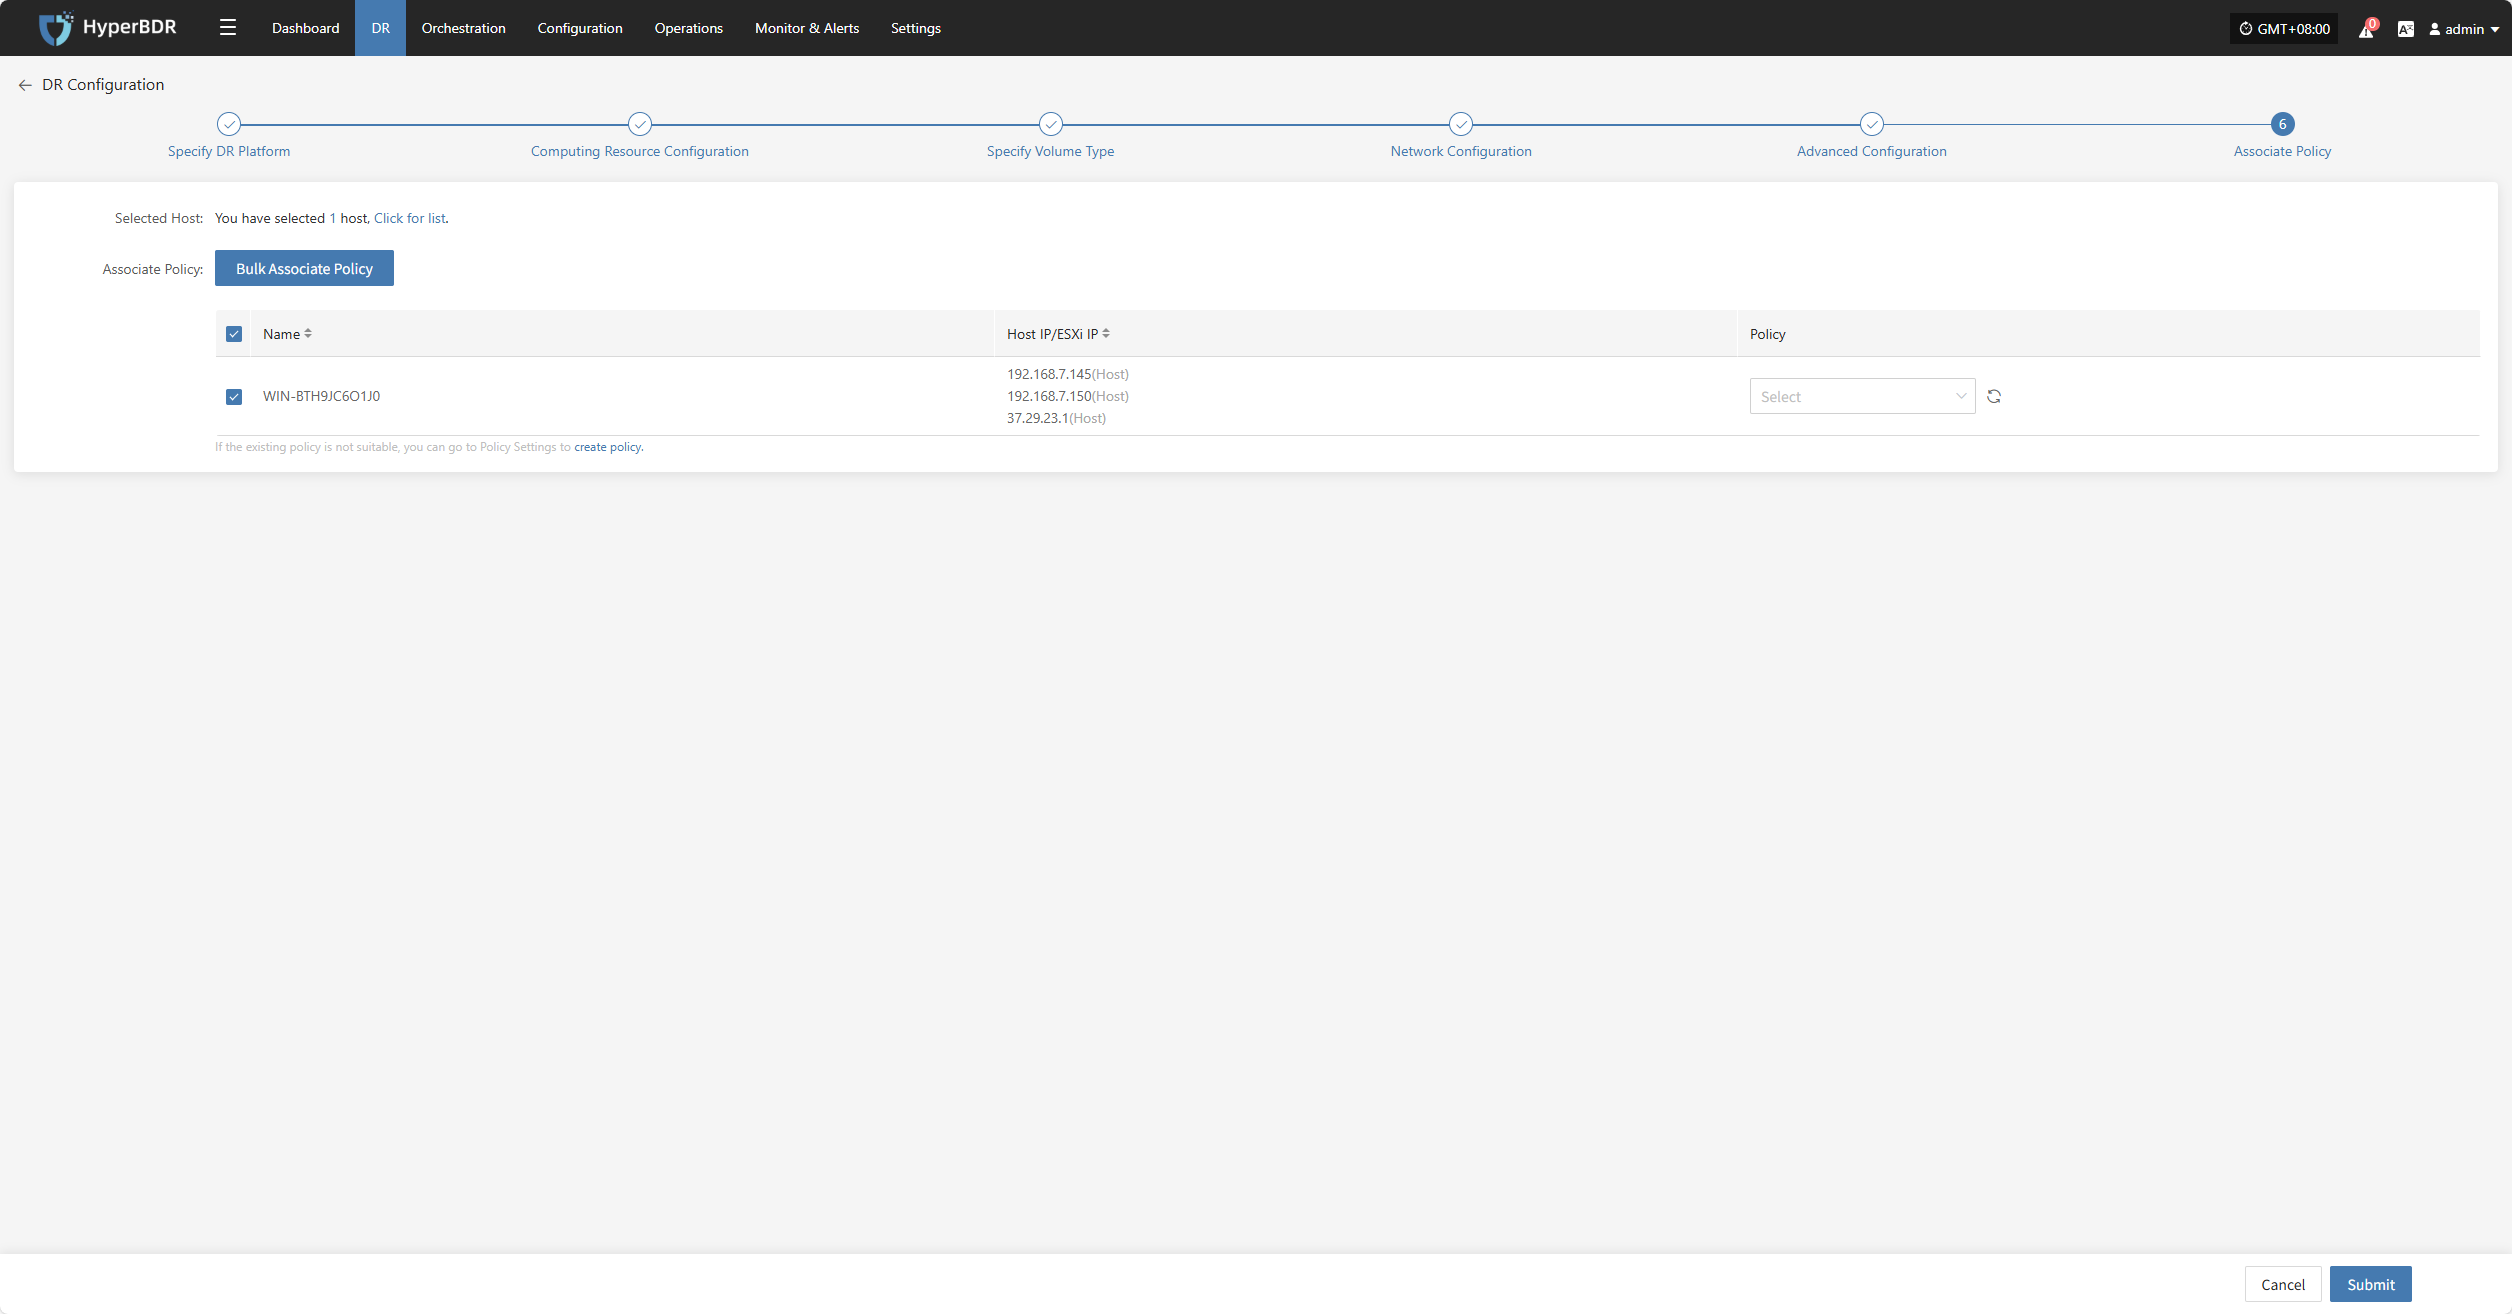 HyperBDR
Dashboard
DR
Orchestration
Configuration
Operations
Monitor & Alerts
Settings
GMT+08:00
0
admin
DR Configuration
6
Specify DR Platform
Computing Resource Configuration
Specify Volume Type
Network Configuration
Advanced Configuration
Associate Policy
Selected Host: You have selected 1 host, Click for list.
Associate Policy: Bulk Associate Policy
Name
Host IP/ESXi IP
Policy
WIN-BTH9JC6O1J0
192.168.7.145(Host)
192.168.7.150(Host)
37.29.23.1(Host)
Select
If the existing policy is not suitable, you can go to Policy Settings to create policy.
Cancel
Submit